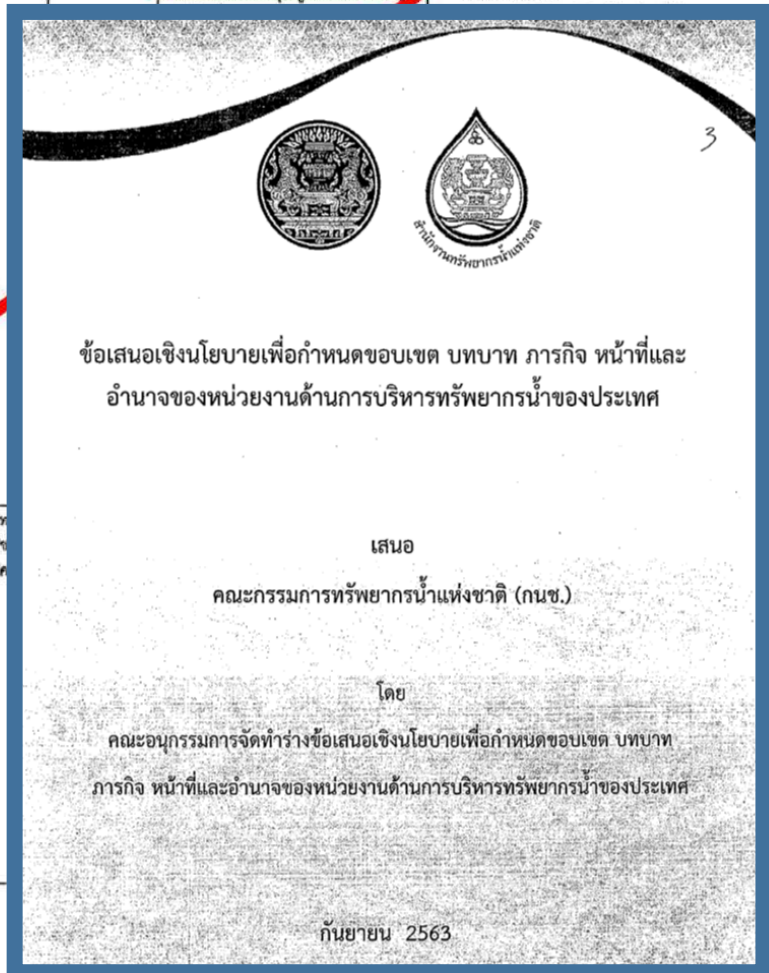 3
สำนักงานทรัพยากรน้ำแห่งชาติ
ข้อเสนอเชิงนโยบายเพื่อกำหนดขอบเขต บทบาท ภารกิจ หน้าที่และ
อำนาจของหน่วยงานด้านการบริหารทรัพยากรน้ำของประเทศ
เสนอ
คณะกรรมการทรัพยากรน้ำแห่งชาติ (กนช.)
โดย
คณะอนุกรรมการจัดทำร่างข้อเสนอเชิงนโยบายเพื่อกำหนดขอบเขต บทบาท
ภารกิจ หน้าที่และอำนาจของหน่วยงานด้านการบริหารทรัพยากรน้ำของประเทศ
กันยายน 2563